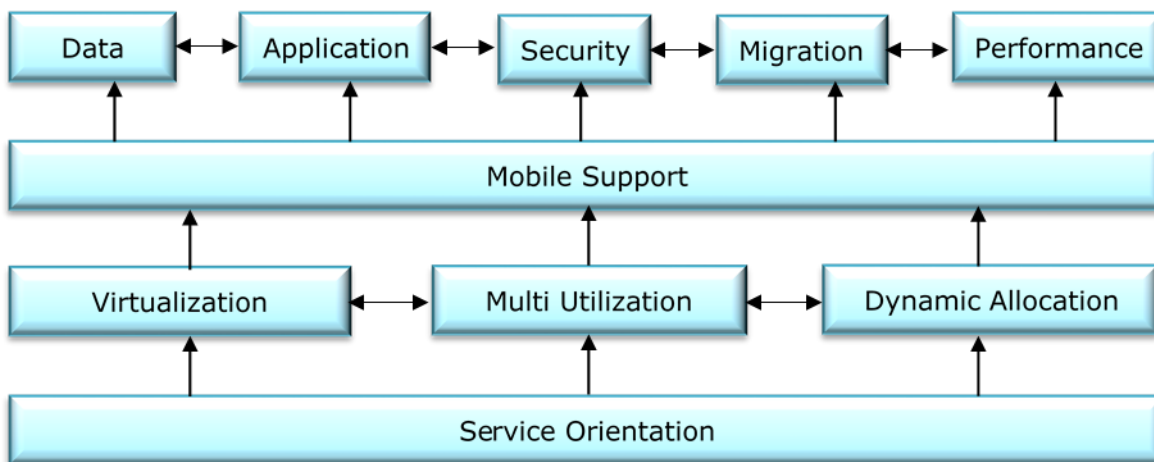 Data
Application
Security
Migration
Performance
Mobile Support
Virtualization
Multi Utilization
Dynamic Allocation
Service Orientation